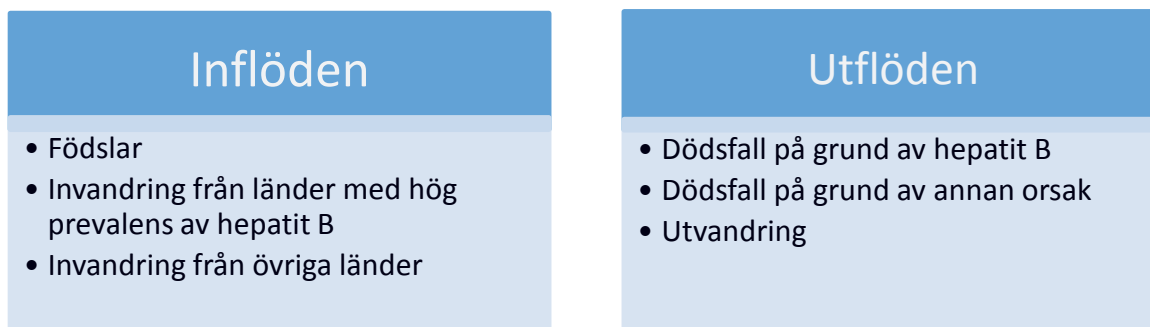 Inflöden
• Födslar
• Invandring från länder med hög
prevalens av hepatit B
• Invandring från övriga länder
Utflöden
• Dödsfall på grund av hepatit B
• Dödsfall på grund av annan orsak
• Utvandring